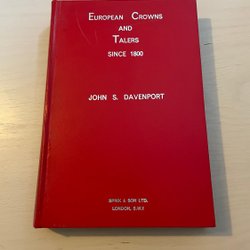 EUROPEAN CROWNS
AND
TALERS
SINCE 1800
JOHN S. DAVENPORT
SPINK & SON LTD.
LONDON, S.W.1